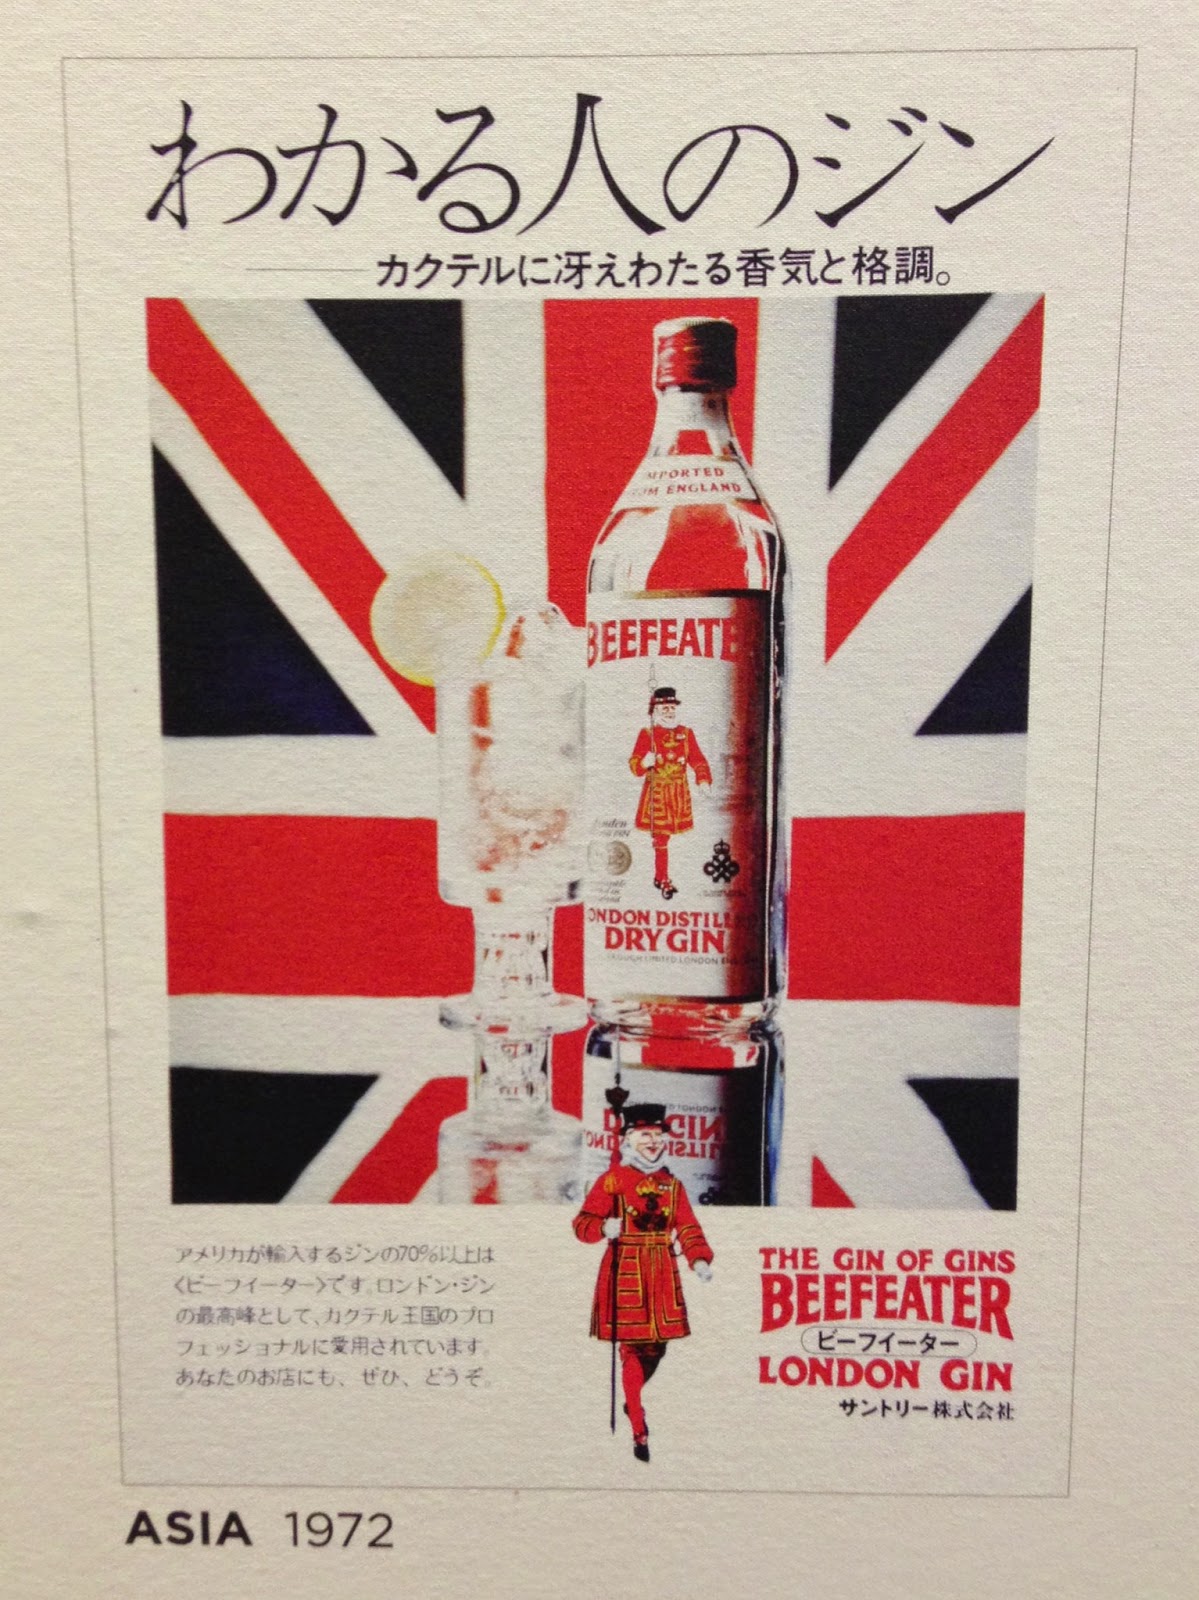 わかる人のジン
カクテルに冴えわたる香気と格調。
IMPORTED
FROM ENGLAND
BEEFEATE
LONDON DISTILLED
DRY GIN
アメリカが輸入するジンの70%以上は
〈ビーフイーター〉です。ロンドン・ジン
の最高峰として、カクテル王国のプロ
フェッショナルに愛用されています。
あなたのお店にも、ぜひ、どうぞ。
THE GIN OF GINS
BEEFEATER
ビーフイーター
LONDON GIN
サントリー株式会社
ASIA 1972